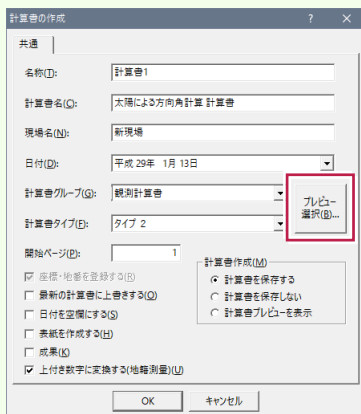 計算書の作成 ? ×
共通
名称(T): 計算書1
計算書名(C): 太陽による方向角計算 計算書
現場名(N): 新現場
日付(D): 平成 29年 1月 13日
計算書グループ(G): 観測計算書
プレビュー
選択(B)...
計算書タイプ(F): タイプ 2
開始ページ(P): 1
計算書作成(M)
座標・地番を登録する(R)
計算書を保存する
最新の計算書に上書きする(O)
計算書を保存しない
日付を空欄にする(S)
計算書プレビューを表示
表紙を作成する(H)
成果(K)
上付き数字に変換する(地籍測量)(U)
OK キャンセル